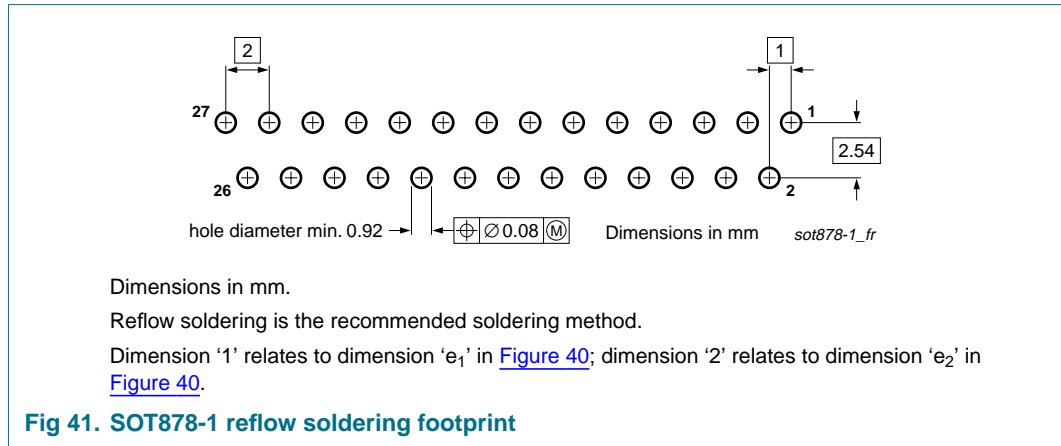 2
1
27
1
2.54
26
2
hole diameter min. 0.92
⌖ ∅ 0.08 Ⓜ
Dimensions in mm
sot878-1_fr
Dimensions in mm.
Reflow soldering is the recommended soldering method.
Dimension ‘1’ relates to dimension ‘e₁’ in Figure 40; dimension ‘2’ relates to dimension ‘e₂’ in
Figure 40.
Fig 41. SOT878-1 reflow soldering footprint